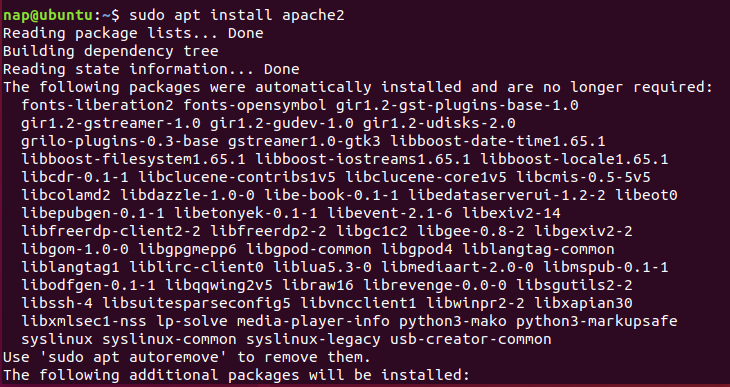 nap@ubuntu:~$ sudo apt install apache2
Reading package lists... Done
Building dependency tree
Reading state information... Done
The following packages were automatically installed and are no longer required:
  fonts-liberation2 fonts-opensymbol gir1.2-gst-plugins-base-1.0
  gir1.2-gstreamer-1.0 gir1.2-gudev-1.0 gir1.2-udisks-2.0
  grilo-plugins-0.3-base gstreamer1.0-gtk3 libboost-date-time1.65.1
  libboost-filesystem1.65.1 libboost-iostreams1.65.1 libboost-locale1.65.1
  libcdr-0.1-1 libclucene-contribs1v5 libclucene-core1v5 libcmis-0.5-5v5
  libcolamd2 libdazzle-1.0-0 libe-book-0.1-1 libedataserverui-1.2-2 libeot0
  libepubgen-0.1-1 libetonyek-0.1-1 libevent-2.1-6 libexiv2-14
  libfreerdp-client2-2 libfreerdp2-2 libgc1c2 libgee-0.8-2 libgexiv2-2
  libgom-1.0-0 libgpgmepp6 libgpod-common libgpod4 liblangtag-common
  liblangtag1 liblirc-client0 liblua5.3-0 libmediaart-2.0-0 libmspub-0.1-1
  libodfgen-0.1-1 libqqwing2v5 libraw16 librevenge-0.0-0 libsgutils2-2
  libssh-4 libsuitesparseconfig5 libvncclient1 libwinpr2-2 libxapian30
  libxmlsec1-nss lp-solve media-player-info python3-mako python3-markupsafe
  syslinux syslinux-common syslinux-legacy usb-creator-common
Use 'sudo apt autoremove' to remove them.
The following additional packages will be installed: